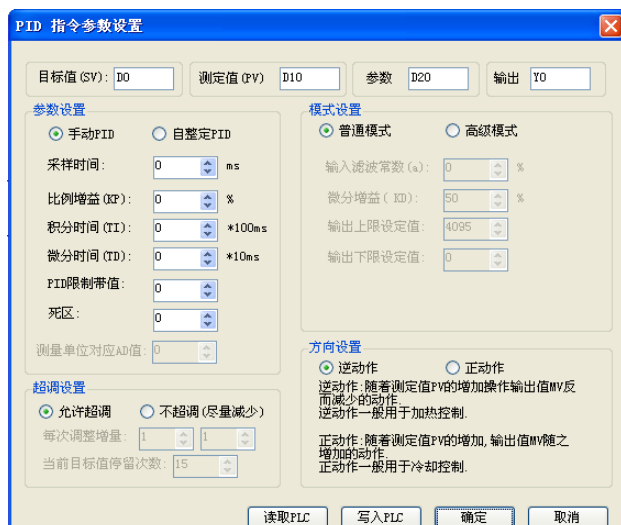 PID 指令参数设置
目标值(SV): D0 测定值(PV) D10 参数 D20 输出 Y0
参数设置
手动PID 自整定PID
采样时间: 0 ms
比例增益(KP): 0 %
积分时间(TI) 0 *100ms
微分时间(TD) 0 *10ms
PID限制带值: 0
死区: 0
测量单位对应AD值: 0
超调设置
允许超调 不超调(尽量减少)
每次调整增量: 1 1
当前目标值停留次数: 15
模式设置
普通模式 高级模式
输入滤波常数(a): 0 %
微分增益( KD): 50 %
输出上限设定值: 4095
输出下限设定值: 0
方向设置
逆动作 正动作
逆动作:随着测定值PV的增加操作输出值MV反
而减少的动作.
逆动作一般用于加热控制.
正动作:随着测定值PV的增加,输出值MV随之
增加的动作.
正动作一般用于冷却控制.
读取PLC 写入PLC 确定 取消